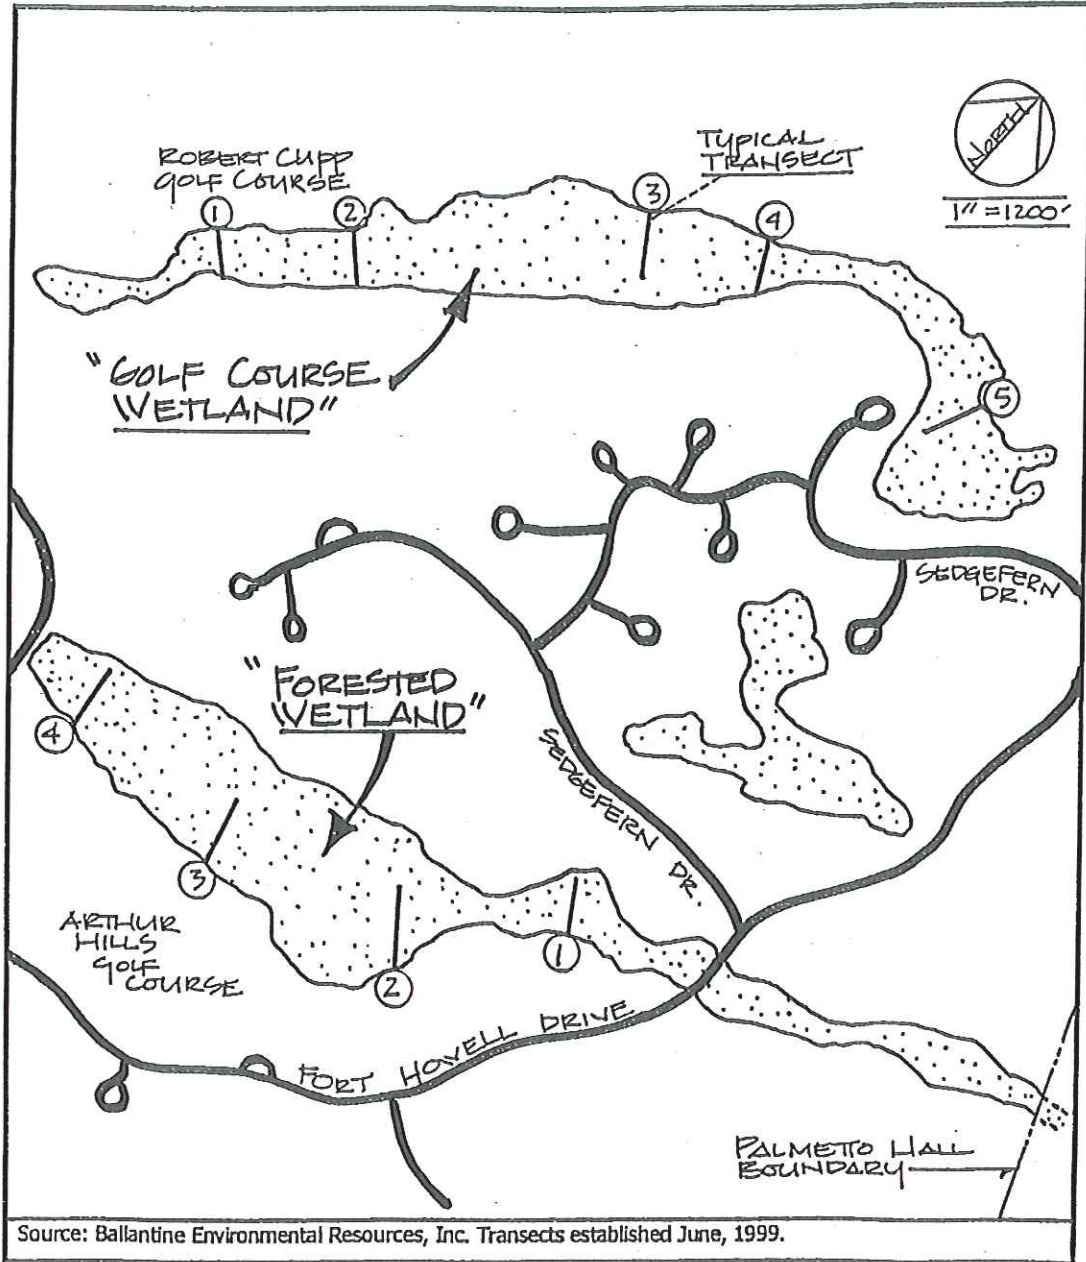 NORTH
1" = 1200'
TYPICAL
TRANSECT
ROBERT CUPP
GOLF COURSE
1
2
3
4
5
"GOLF COURSE
WETLAND"
SEDGEFERN
DR.
"FORESTED
WETLAND"
SEDGEFERN DR
4
3
2
1
ARTHUR
HILLS
GOLF
COURSE
FORT HOWELL DRIVE
PALMETTO HALL
BOUNDARY
Source: Ballantine Environmental Resources, Inc. Transects established June, 1999.